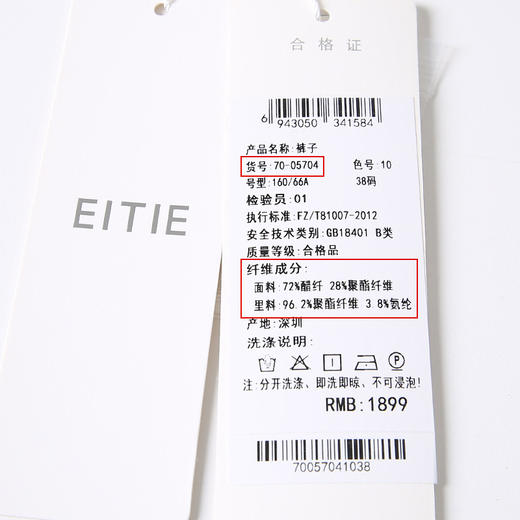 EITIE
合格证
6 943050 341584
产品名称:裤子
货号:70-05704 色号:10
号型:160/66A 38码
检验员:01
执行标准:FZ/T81007-2012
安全技术类别:GB18401 B类
质量等级:合格品
纤维成分:
面料:72%醋纤 28%聚酯纤维
里料:96.2%聚酯纤维 3.8%氨纶
产地:深圳
洗涤说明:
P
注:分开洗涤、即洗即晾、不可浸泡!
RMB:1899
70057041038